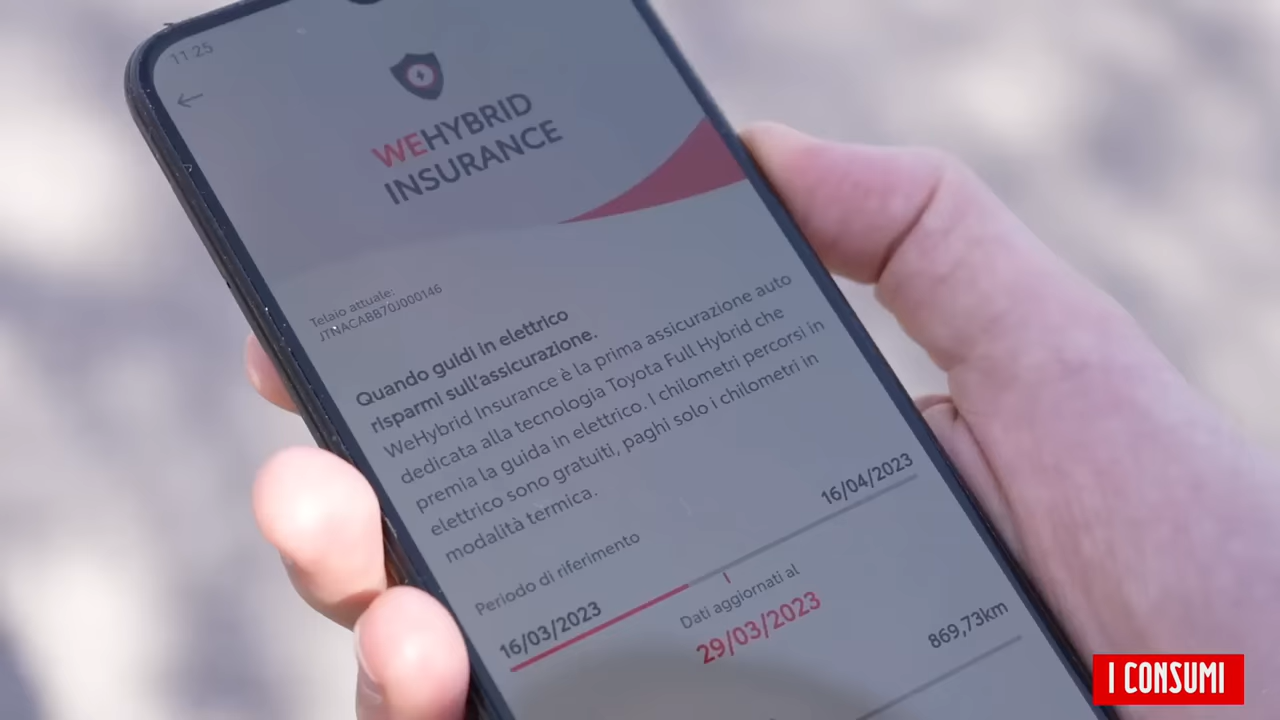 11:25
WEHYBRID
INSURANCE
Telaio attuale:
JTNACABB70J000146
Quando guidi in elettrico
risparmi sull'assicurazione.
WeHybrid Insurance è la prima assicurazione auto
dedicata alla tecnologia Toyota Full Hybrid che
premia la guida in elettrico. I chilometri percorsi in
elettrico sono gratuiti, paghi solo i chilometri in
modalità termica.
Periodo di riferimento
16/03/2023
16/04/2023
Dati aggiornati al
29/03/2023
869,73km
I CONSUMI